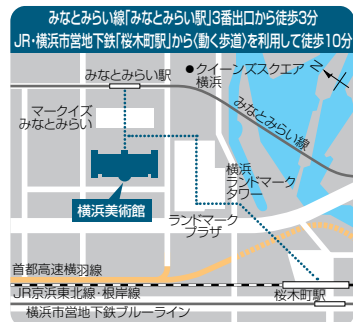 みなとみらい線「みなとみらい駅」3番出口から徒歩3分
JR・横浜市営地下鉄「桜木町駅」から〈動く歩道〉を利用して徒歩10分
みなとみらい駅
クイーンズスクエア
横浜
N
マークイズ
みなとみらい
みなとみらい線
横浜
ランドマーク
タワー
横浜美術館
ランドマーク
プラザ
首都高速横羽線
JR京浜東北線・根岸線
桜木町駅
横浜市営地下鉄ブルーライン